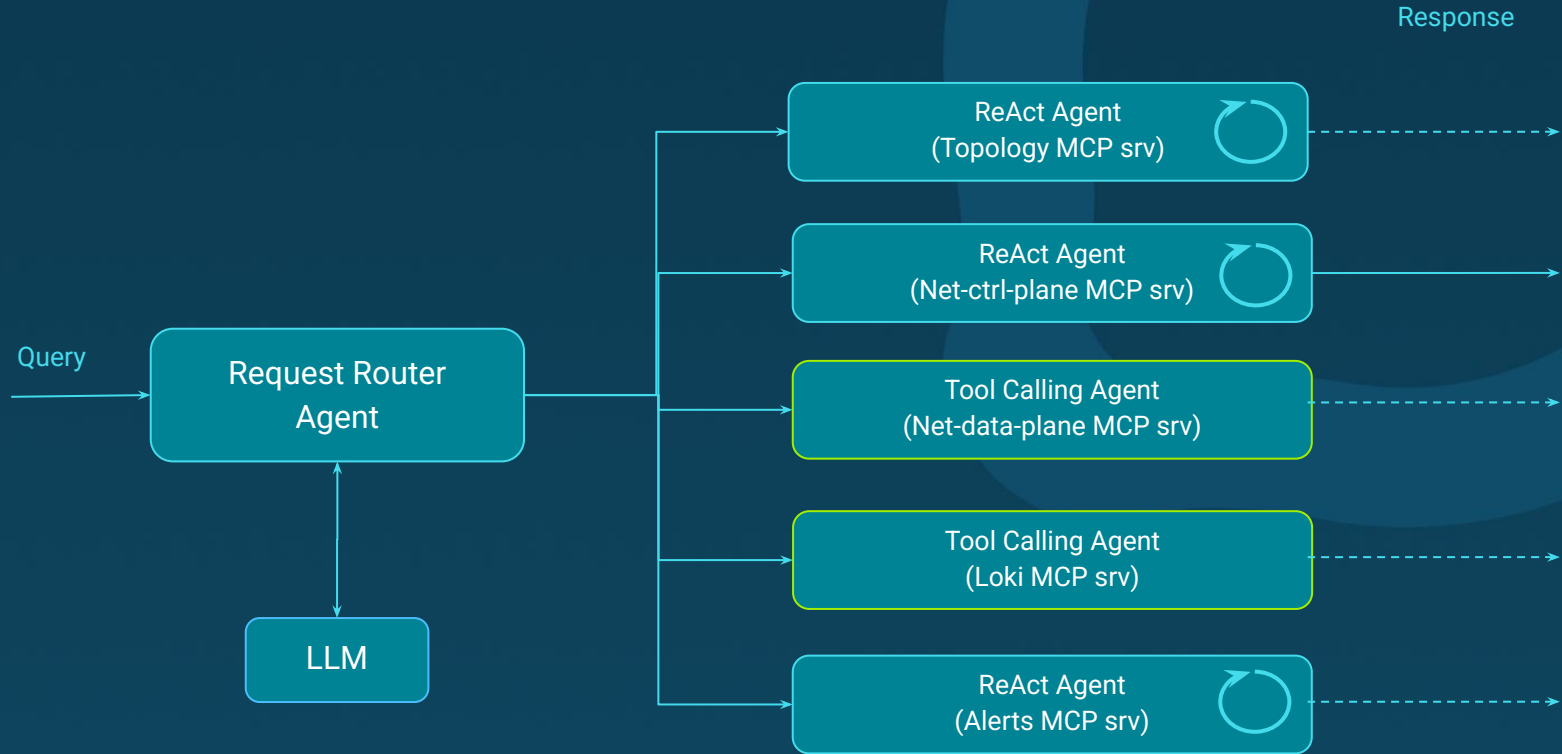 Response
ReAct Agent
(Topology MCP srv)
ReAct Agent
(Net-ctrl-plane MCP srv)
Query
Request Router
Agent
Tool Calling Agent
(Net-data-plane MCP srv)
Tool Calling Agent
(Loki MCP srv)
LLM
ReAct Agent
(Alerts MCP srv)